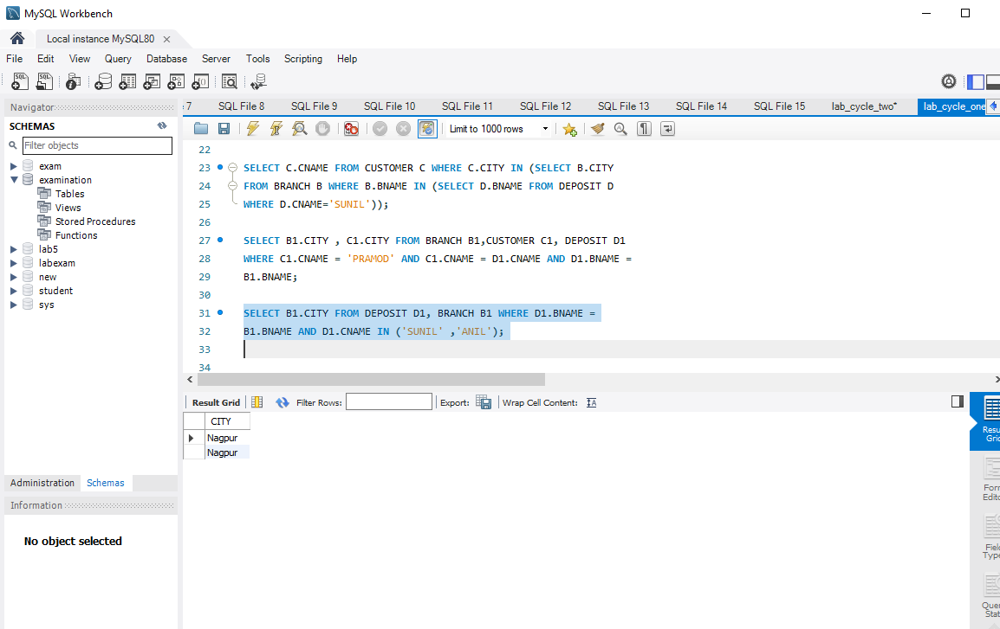 MySQL Workbench
Local instance MySQL80
File Edit View Query Database Server Tools Scripting Help
Navigator
7 SQL File 8 SQL File 9 SQL File 10 SQL File 11 SQL File 12 SQL File 13 SQL File 14 SQL File 15 lab_cycle_two* lab_cycle_one
SCHEMAS
Limit to 1000 rows
Filter objects
exam
examination
Tables
Views
Stored Procedures
Functions
lab5
labexam
new
student
sys
22
23 SELECT C.CNAME FROM CUSTOMER C WHERE C.CITY IN (SELECT B.CITY
24 FROM BRANCH B WHERE B.BNAME IN (SELECT D.BNAME FROM DEPOSIT D
25 WHERE D.CNAME='SUNIL'));
26
27 SELECT B1.CITY , C1.CITY FROM BRANCH B1,CUSTOMER C1, DEPOSIT D1
28 WHERE C1.CNAME = 'PRAMOD' AND C1.CNAME = D1.CNAME AND D1.BNAME =
29 B1.BNAME;
30
31 SELECT B1.CITY FROM DEPOSIT D1, BRANCH B1 WHERE D1.BNAME =
32 B1.BNAME AND D1.CNAME IN ('SUNIL' ,'ANIL');
33
34
Result Grid Filter Rows: Export: Wrap Cell Content:
CITY
Nagpur
Nagpur
Resu
Gric
Form
Edito
Field
Type
Quer
Stat
Administration Schemas
Information
No object selected